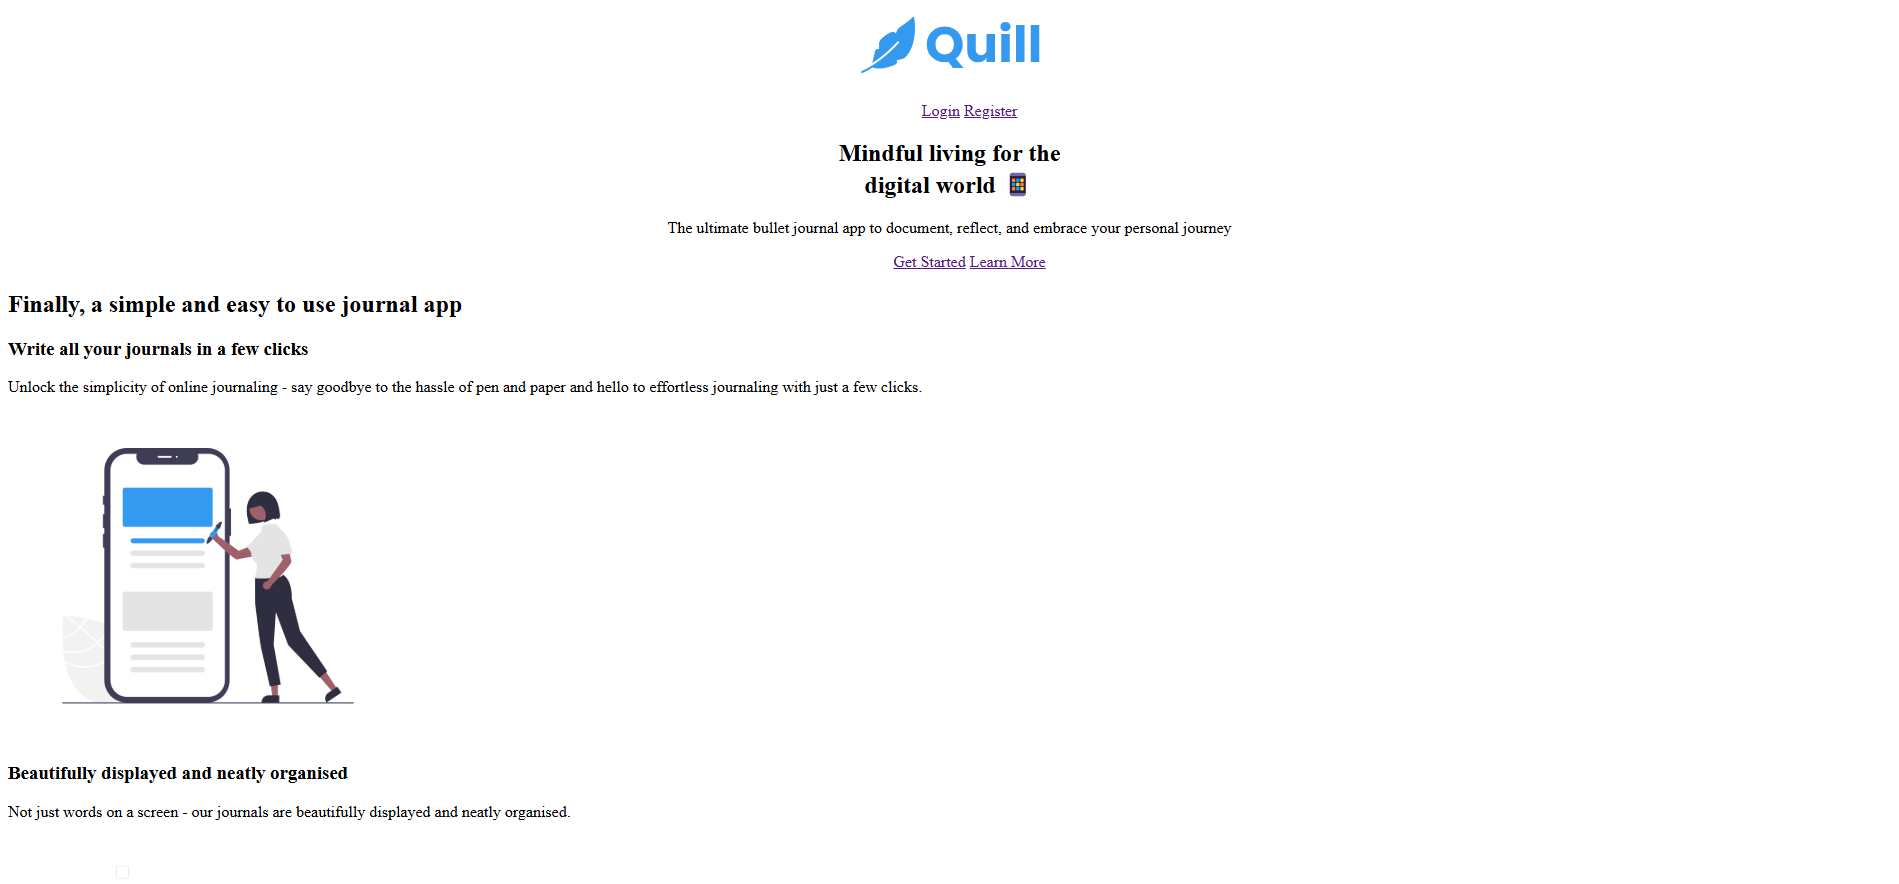 Quill
Login Register
Mindful living for the
digital world
The ultimate bullet journal app to document, reflect, and embrace your personal journey
Get Started Learn More
Finally, a simple and easy to use journal app
Write all your journals in a few clicks
Unlock the simplicity of online journaling - say goodbye to the hassle of pen and paper and hello to effortless journaling with just a few clicks.
Beautifully displayed and neatly organised
Not just words on a screen - our journals are beautifully displayed and neatly organised.